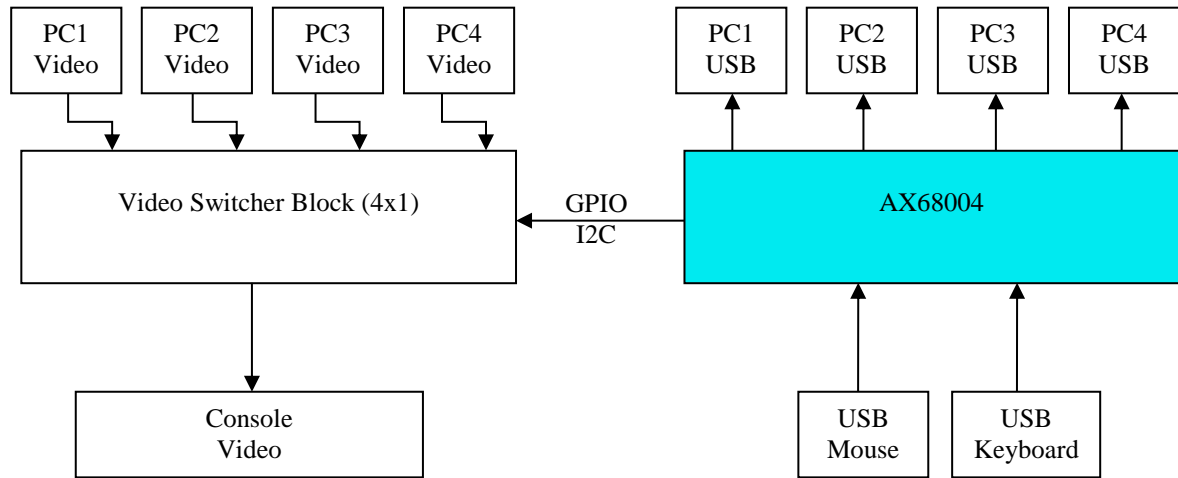 PC1
Video
PC2
Video
PC3
Video
PC4
Video
PC1
USB
PC2
USB
PC3
USB
PC4
USB
Video Switcher Block (4x1)
GPIO
I2C
AX68004
Console
Video
USB
Mouse
USB
Keyboard